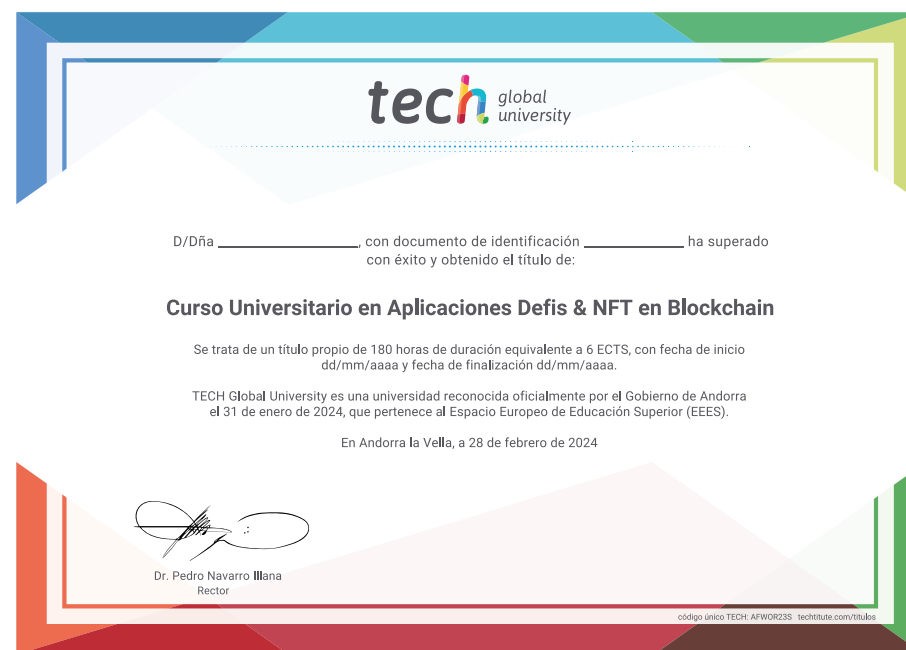 tech global university
D/Dña ____________________, con documento de identificación ______________ ha superado
con éxito y obtenido el título de:
Curso Universitario en Aplicaciones Defis & NFT en Blockchain
Se trata de un título propio de 180 horas de duración equivalente a 6 ECTS, con fecha de inicio
dd/mm/aaaa y fecha de finalización dd/mm/aaaa.
TECH Global University es una universidad reconocida oficialmente por el Gobierno de Andorra
el 31 de enero de 2024, que pertenece al Espacio Europeo de Educación Superior (EEES).
En Andorra la Vella, a 28 de febrero de 2024
Dr. Pedro Navarro Illana
Rector
código único TECH: AFWOR23S techtitute.com/titulos